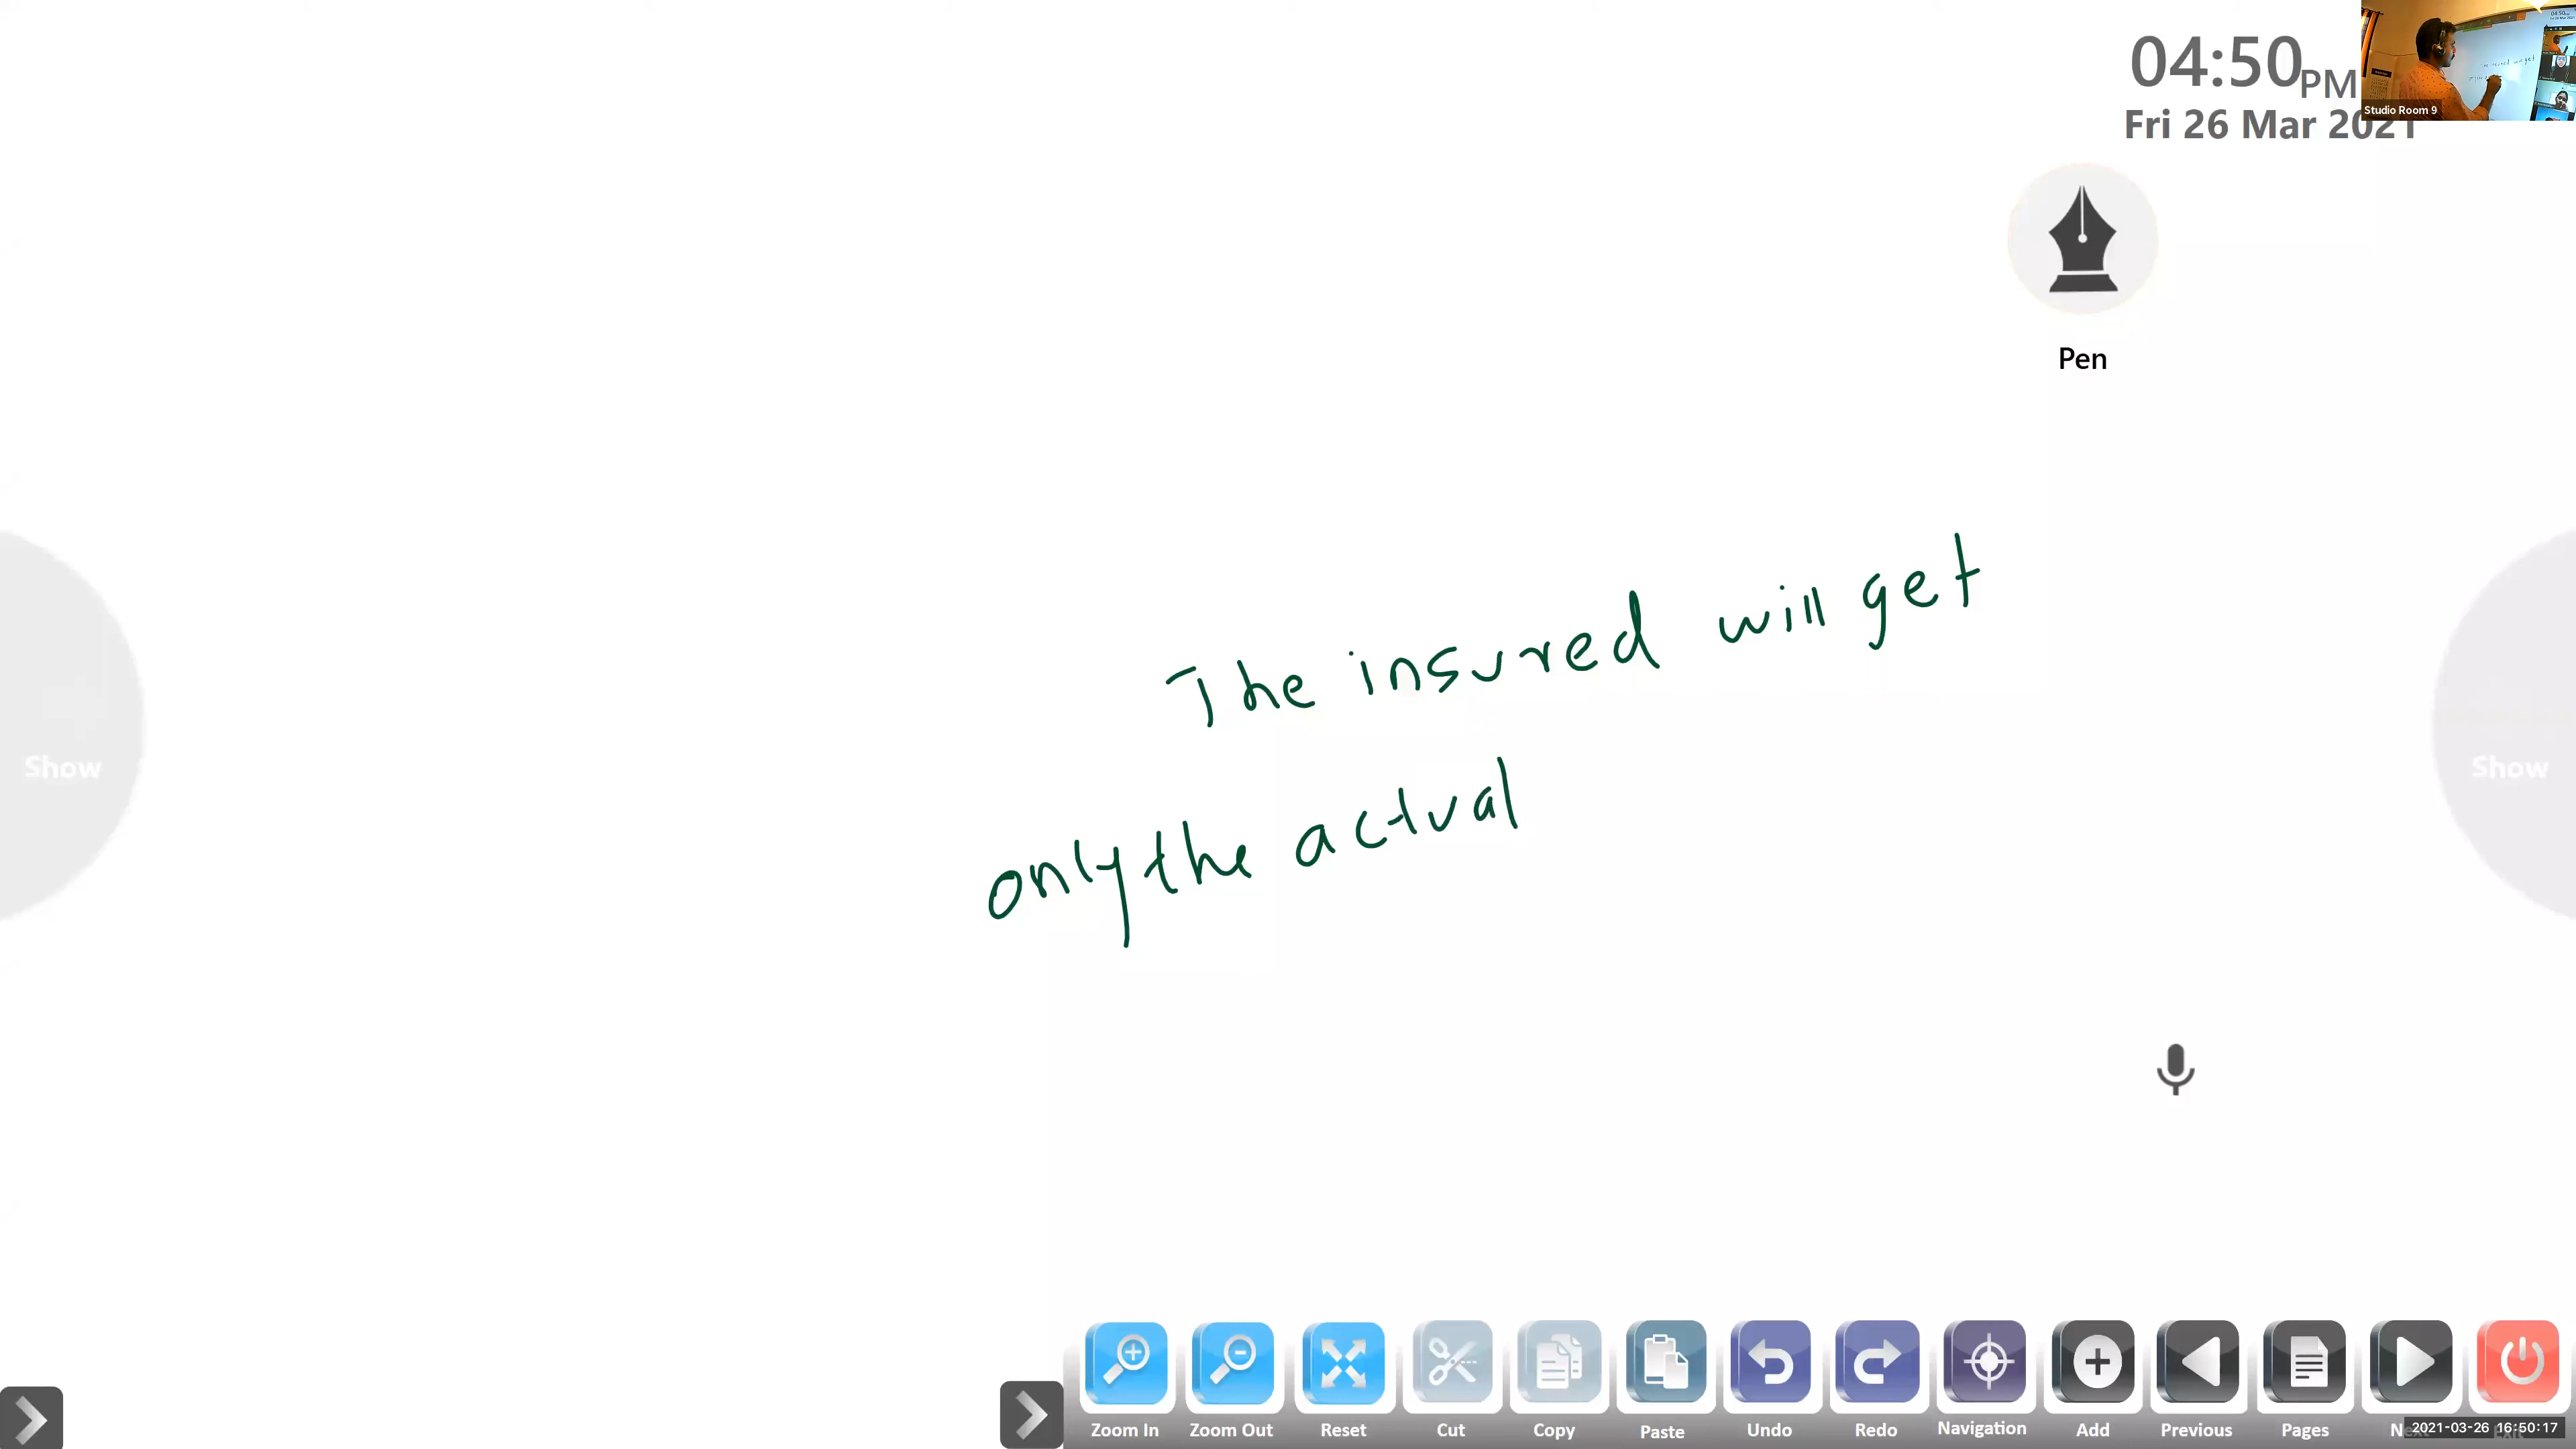 04:50 PM
Fri 26 Mar 2021
Studio Room 9
Pen
The insured will get
only the actual
Show
Show
Zoom In
Zoom Out
Reset
Cut
Copy
Paste
Undo
Redo
Navigation
Add
Previous
Pages
2021-03-26 16:50:17